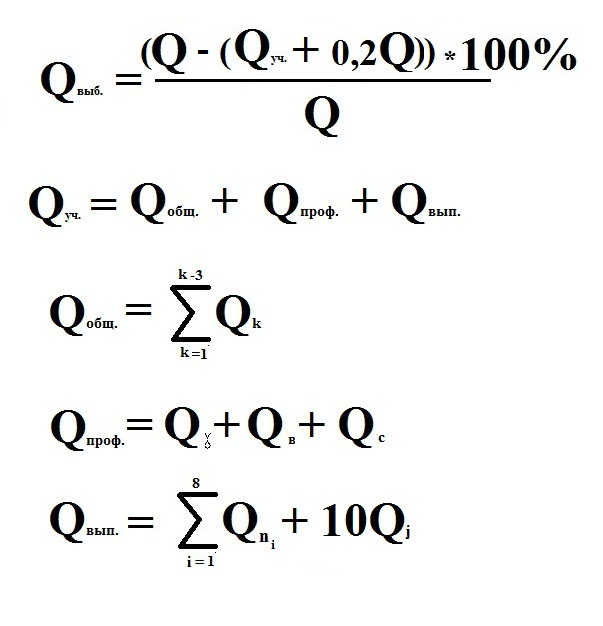 Qвыб. = (Q - (Qуч. + 0,2Q)) * 100%
Q
Qуч. = Qобщ. + Qпроф. + Qвып.
k -3
Qобщ. = ∑ Qk
k =1
Qпроф. = Q + Qв + Qс
8
Qвып. = ∑ Qni + 10Qj
i = 1